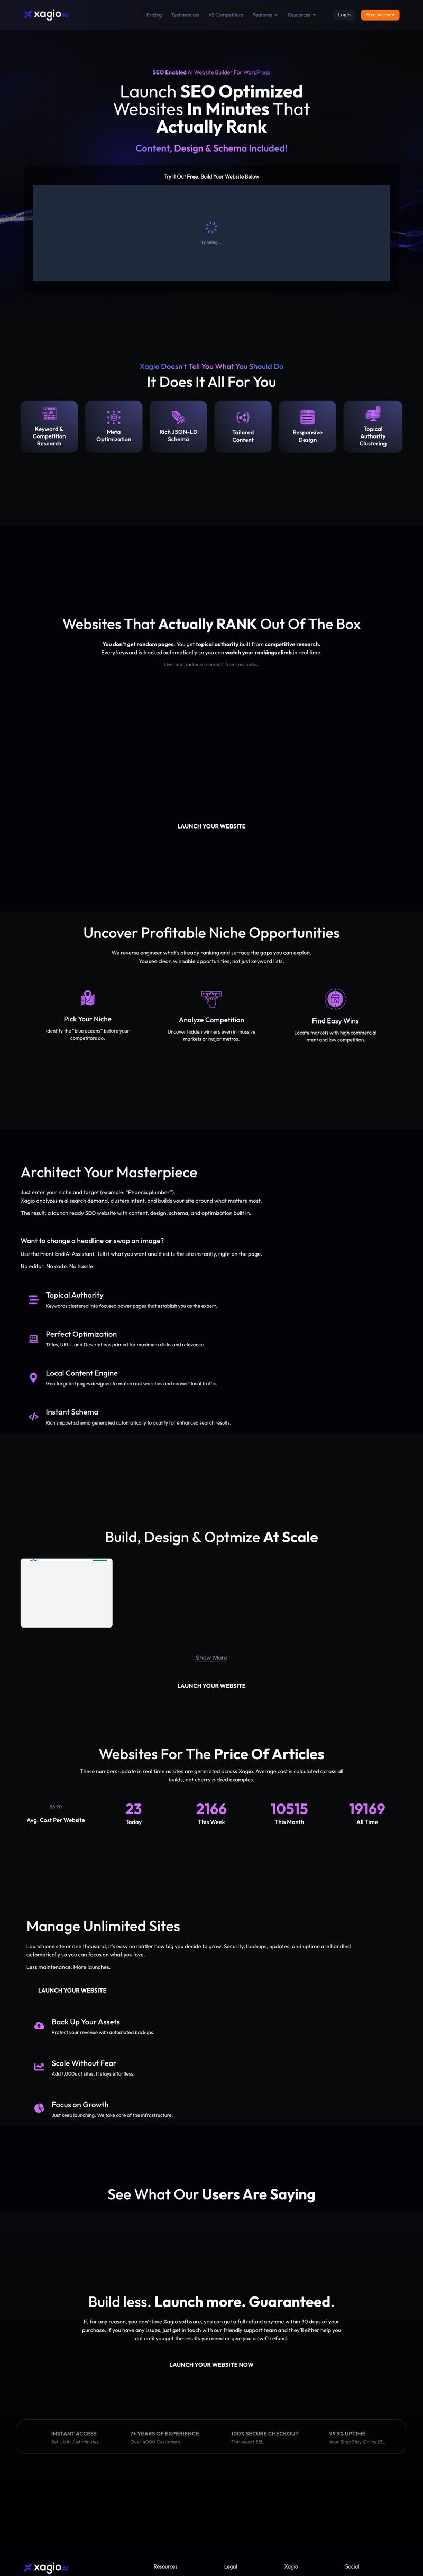 xagio AI
Pricing
Testimonials
VS Competitors
Features
Resources
Login
Free Account
SEO Enabled AI Website Builder For WordPress
Launch SEO Optimized
Websites In Minutes That
Actually Rank
Content, Design & Schema Included!
Try It Out Free. Build Your Website Below
Loading...
Xagio Doesn't Tell You What You Should Do
It Does It All For You
Keyword &
Competition
Research
Meta
Optimization
Rich JSON-LD
Schema
Tailored
Content
Responsive
Design
Topical
Authority
Clustering
Websites That Actually RANK Out Of The Box
You don't get random pages. You get topical authority built from competitive research.
Every keyword is tracked automatically so you can watch your rankings climb in real time.
Live rank tracker screenshots from real builds
LAUNCH YOUR WEBSITE
Uncover Profitable Niche Opportunities
We reverse engineer what's already ranking and surface the gaps you can exploit.
You see clear, winnable opportunities, not just keyword lists.
Pick Your Niche
Identify the "blue oceans" before your
competitors do.
Analyze Competition
Uncover hidden winners even in massive
markets or major metros.
Find Easy Wins
Locate markets with high commercial
intent and low competition.
Architect Your Masterpiece
Just enter your niche and target (example: "Phoenix plumber").
Xagio analyzes real search demand, clusters intent, and builds your site around what matters most.
The result: a launch ready SEO website with content, design, schema, and optimization built in.
Want to change a headline or swap an image?
Use the Front End AI Assistant. Tell it what you want and it edits the site instantly, right on the page.
No editor. No code. No hassle.
Topical Authority
Keywords clustered into focused power pages that establish you as the expert.
Perfect Optimization
Titles, URLs, and Descriptions primed for maximum clicks and relevance.
Local Content Engine
Geo targeted pages designed to match real searches and convert local traffic.
Instant Schema
Rich snippet schema generated automatically to qualify for enhanced search results.
Build, Design & Optmize At Scale
Show More
LAUNCH YOUR WEBSITE
Websites For The Price Of Articles
These numbers update in real time as sites are generated across Xagio. Average cost is calculated across all
builds, not cherry picked examples.
$8.90
Avg. Cost Per Website
23
Today
2166
This Week
10515
This Month
19169
All Time
Manage Unlimited Sites
Launch one site or one thousand, it's easy no matter how big you decide to grow. Security, backups, updates, and uptime are handled
automatically so you can focus on what you love.
Less maintenance. More launches.
LAUNCH YOUR WEBSITE
Back Up Your Assets
Protect your revenue with automated backups.
Scale Without Fear
Add 1,000s of sites. It stays effortless.
Focus on Growth
Just keep launching. We take care of the infrastructure.
See What Our Users Are Saying
Build less. Launch more. Guaranteed.
If, for any reason, you don't love Xagio software, you can get a full refund anytime within 30 days of your
purchase. If you have any issues, just get in touch with our friendly support team and they'll either help you
out until you get the results you need or give you a swift refund.
LAUNCH YOUR WEBSITE NOW
INSTANT ACCESS
Set Up in Just Minutes
7+ YEARS OF EXPERIENCE
Over 4000 Customers
100% SECURE CHECKOUT
Thrivecart SSL
99.9% UPTIME
Your Sites Stay OnlineSSL
xagio AI
Resources
Legal
Xagio
Social